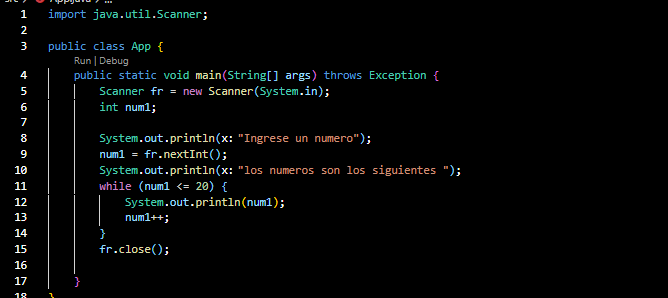 src > App.java > ...
1 import java.util.Scanner;
2
3 public class App {
Run | Debug
4 public static void main(String[] args) throws Exception {
5 Scanner fr = new Scanner(System.in);
6 int num1;
7
8 System.out.println(x: "Ingrese un numero");
9 num1 = fr.nextInt();
10 System.out.println(x: "los numeros son los siguientes ");
11 while (num1 <= 20) {
12 System.out.println(num1);
13 num1++;
14 }
15 fr.close();
16
17 }
18 }